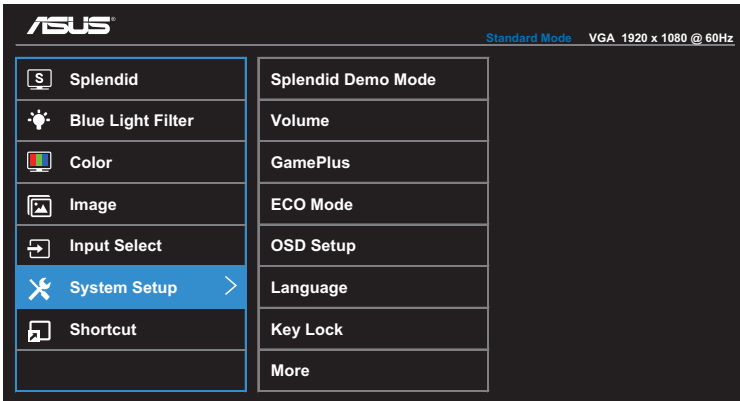 ASUS
Standard Mode VGA 1920 x 1080 @ 60Hz
S Splendid
Blue Light Filter
Color
Image
Input Select
System Setup
Shortcut
Splendid Demo Mode
Volume
GamePlus
ECO Mode
OSD Setup
Language
Key Lock
More